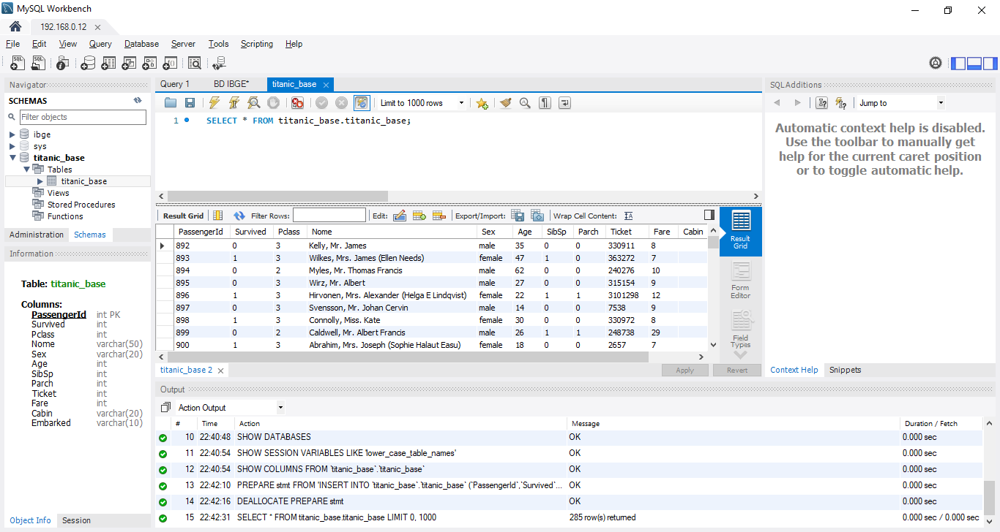 MySQL Workbench
192.168.0.12
File Edit View Query Database Server Tools Scripting Help
Navigator
SCHEMAS
Filter objects
ibge
sys
titanic_base
Tables
titanic_base
Views
Stored Procedures
Functions
Administration Schemas
Information
Table: titanic_base
Columns:
PassengerId int PK
Survived int
Pclass int
Nome varchar(50)
Sex varchar(20)
Age int
SibSp int
Parch int
Ticket int
Fare int
Cabin varchar(20)
Embarked varchar(10)
Object Info Session
Query 1 BD IBGE* titanic_base
Limit to 1000 rows
1 SELECT * FROM titanic_base.titanic_base;
Result Grid Filter Rows: Edit: Export/Import: Wrap Cell Content: IA
PassengerId Survived Pclass Nome Sex Age SibSp Parch Ticket Fare Cabin
892 0 3 Kelly, Mr. James male 35 0 0 330911 8
893 1 3 Wilkes, Mrs. James (Ellen Needs) female 47 1 0 363272 7
894 0 2 Myles, Mr. Thomas Francis male 62 0 0 240276 10
895 0 3 Wirz, Mr. Albert male 27 0 0 315154 9
896 1 3 Hirvonen, Mrs. Alexander (Helga E Lindqvist) female 22 1 1 3101298 12
897 0 3 Svensson, Mr. Johan Cervin male 14 0 0 7538 9
898 1 3 Connolly, Miss. Kate female 30 0 0 330972 8
899 0 2 Caldwell, Mr. Albert Francis male 26 1 1 248738 29
900 1 3 Abrahim, Mrs. Joseph (Sophie Halaut Easu) female 18 0 0 2657 7
Result
Grid
Form
Editor
Field
Types
titanic_base 2 Apply Revert
SQLAdditions
Jump to
Automatic context help is disabled.
Use the toolbar to manually get
help for the current caret position
or to toggle automatic help.
Context Help Snippets
Output
Action Output
# Time Action Message Duration / Fetch
10 22:40:48 SHOW DATABASES OK 0.000 sec
11 22:40:54 SHOW SESSION VARIABLES LIKE 'lower_case_table_names' OK 0.000 sec
12 22:40:54 SHOW COLUMNS FROM `titanic_base`.`titanic_base` OK 0.000 sec
13 22:42:10 PREPARE stmt FROM 'INSERT INTO `titanic_base`.`titanic_base` (`PassengerId`,`Survived`... OK 0.000 sec
14 22:42:16 DEALLOCATE PREPARE stmt OK 0.000 sec
15 22:42:31 SELECT * FROM titanic_base.titanic_base LIMIT 0, 1000 285 row(s) returned 0.000 sec / 0.000 sec